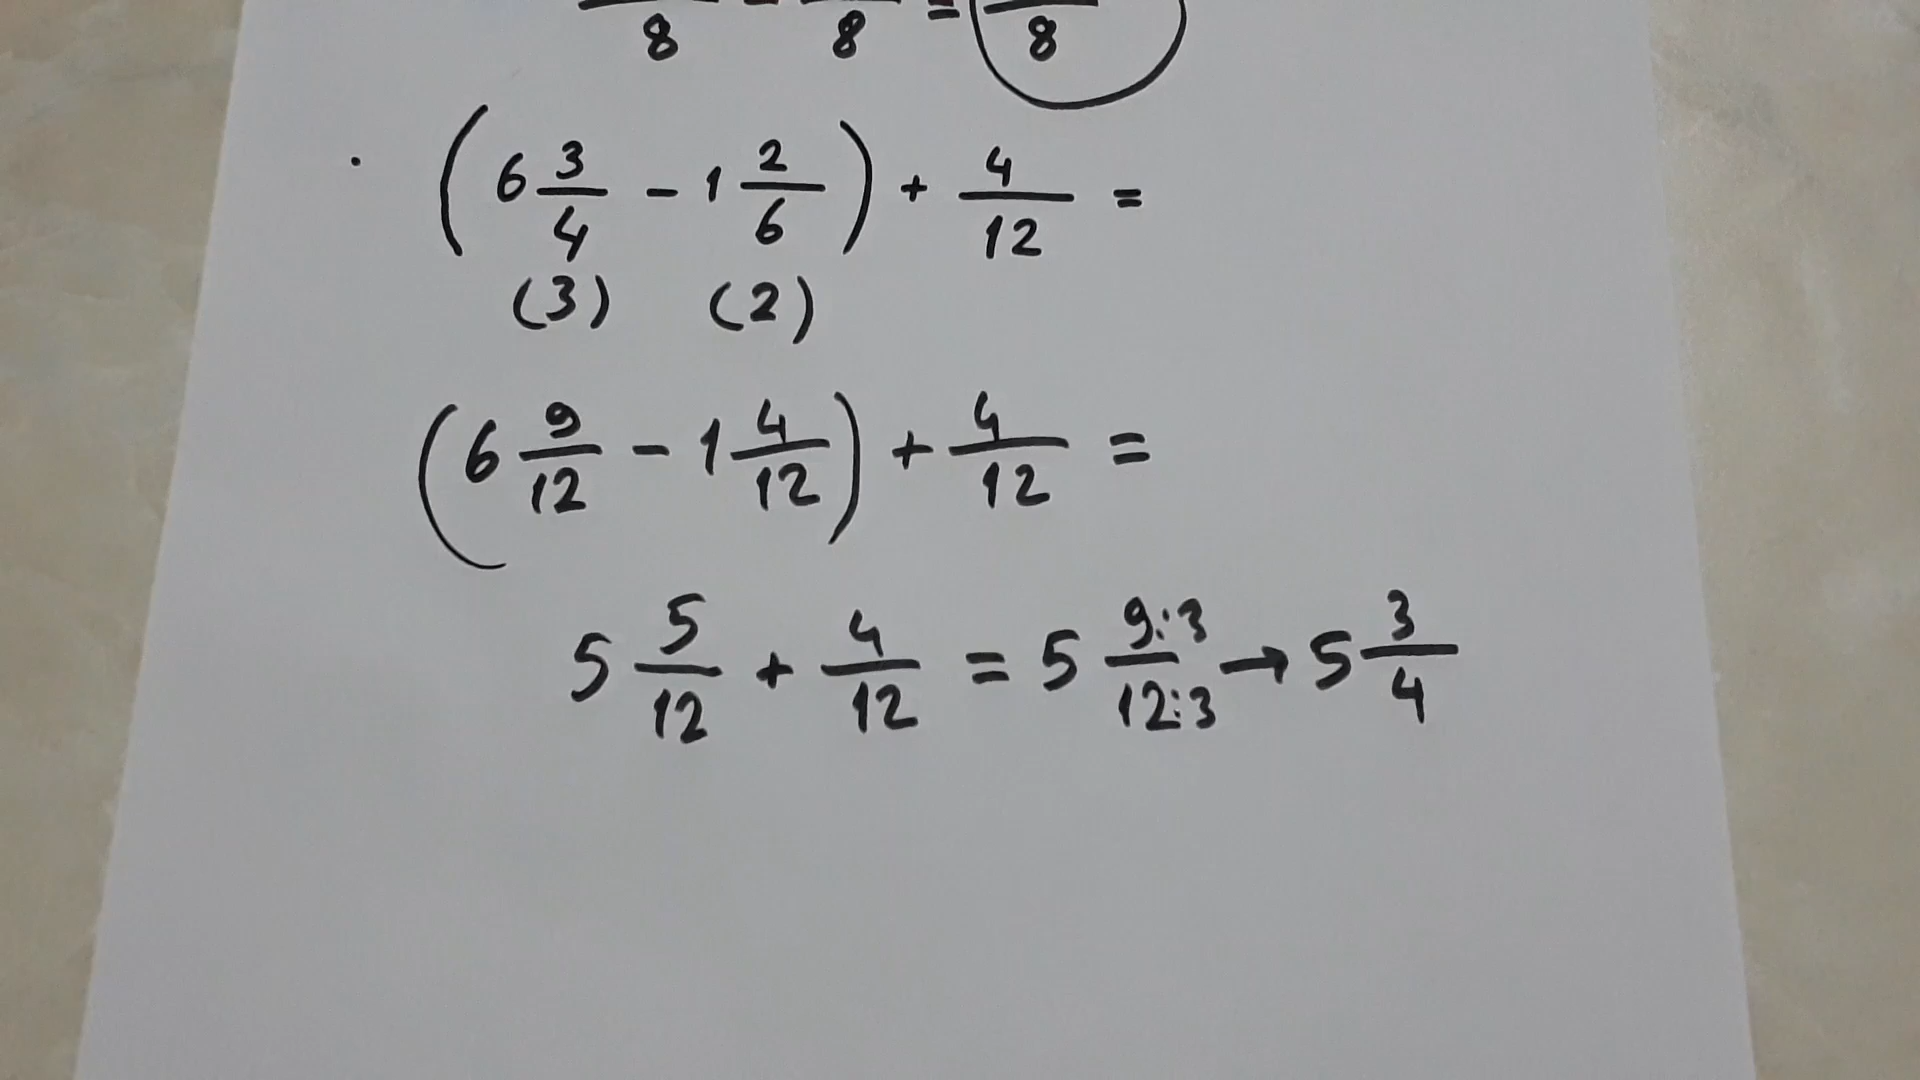 8 8 = 8
(6 3/4 - 1 2/6) + 4/12 =
(3) (2)
(6 9/12 - 1 4/12) + 4/12 =
5 5/12 + 4/12 = 5 9:3/12:3 → 5 3/4